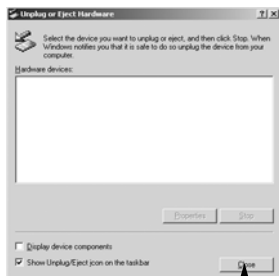 Unplug or Eject Hardware
Select the device you want to unplug or eject, and then click Stop. When
Windows notifies you that it is safe to do so unplug the device from your
computer.
Hardware devices:
Properties
Stop
Display device components
Show Unplug/Eject icon on the taskbar
Close